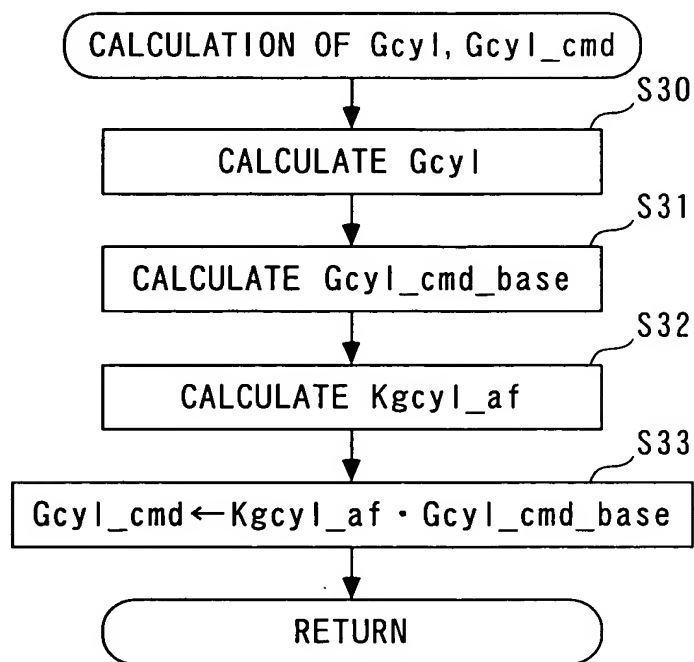 CALCULATION OF Gcyl, Gcyl_cmd
S30
CALCULATE Gcyl
S31
CALCULATE Gcyl_cmd_base
S32
CALCULATE Kgcyl_af
S33
Gcyl_cmd←Kgcyl_af · Gcyl_cmd_base
RETURN